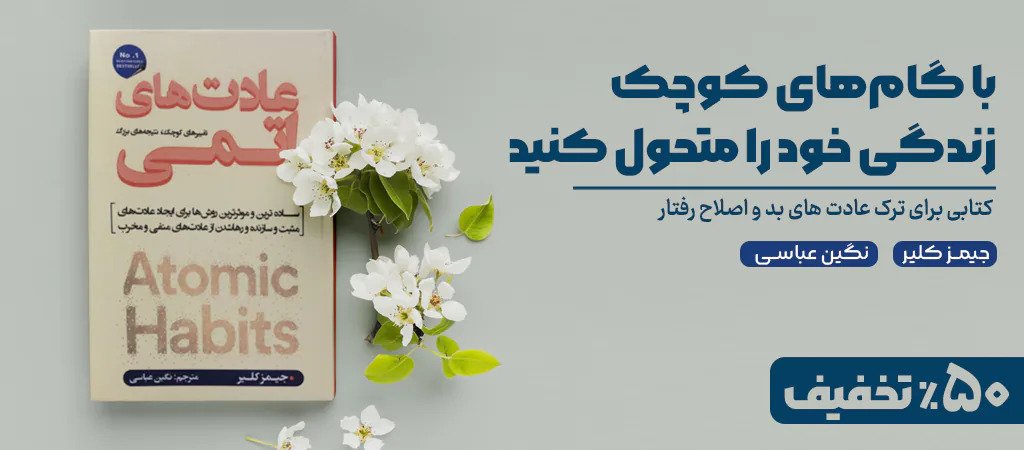 با گام‌های کوچک
زندگی خود را متحول کنید
کتابی برای ترک عادت های بد و اصلاح رفتار
جیمز کلیر
نگین عباسی
۵۰٪ تخفیف
No .1
عادت‌های
تغییرهای کوچک، نتیجه‌های بزرگ
اتمی
ساده ترین و موثرترین روش‌ها برای ایجاد عادت‌های
مثبت و سازنده و رها شدن از عادت‌های منفی و مخرب
Atomic
Habits
جیمز کلیر
مترجم: نگین عباسی